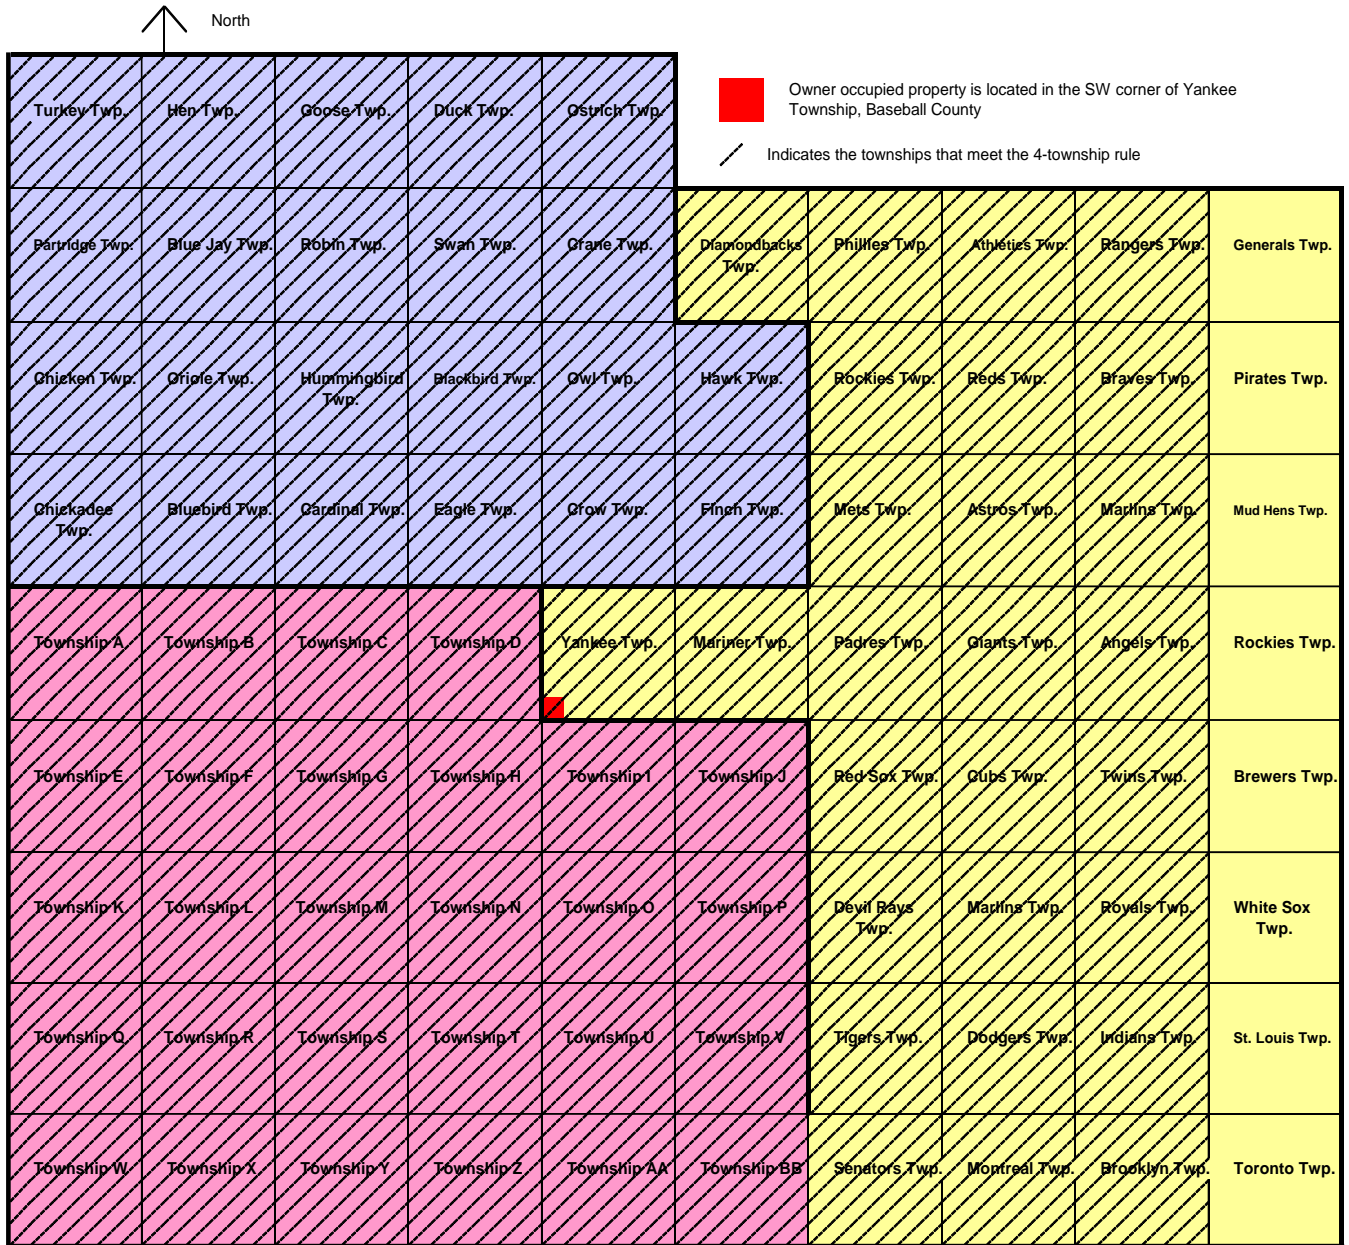 North
Owner occupied property is located in the SW corner of Yankee
Township, Baseball County
Indicates the townships that meet the 4-township rule
Turkey Twp. Hen Twp. Goose Twp. Duck Twp. Ostrich Twp.
Partridge Twp. Blue Jay Twp. Robin Twp. Swan Twp. Crane Twp. Diamondbacks Phillies Twp. Athletics Twp. Rangers Twp. Generals Twp.
Twp.
Chicken Twp. Oriole Twp. Hummingbird Blackbird Twp. Owl Twp. Hawk Twp. Rockies Twp. Reds Twp. Braves Twp. Pirates Twp.
Twp.
Chickadee Bluebird Twp. Cardinal Twp. Eagle Twp. Crow Twp. Finch Twp. Mets Twp. Astros Twp. Marlins Twp. Mud Hens Twp.
Twp.
Township A Township B Township C Township D Yankee Twp. Mariner Twp. Padres Twp. Giants Twp. Angels Twp. Rockies Twp.
Township E Township F Township G Township H Township I Township J Red Sox Twp. Cubs Twp. Twins Twp. Brewers Twp.
Township K Township L Township M Township N Township O Township P Devil Rays Marlins Twp. Royals Twp. White Sox
Twp. Twp.
Township Q Township R Township S Township T Township U Township V Tigers Twp. Dodgers Twp. Indians Twp. St. Louis Twp.
Township W Township X Township Y Township Z Township AA Township BB Senators Twp. Montreal Twp. Brooklyn Twp. Toronto Twp.